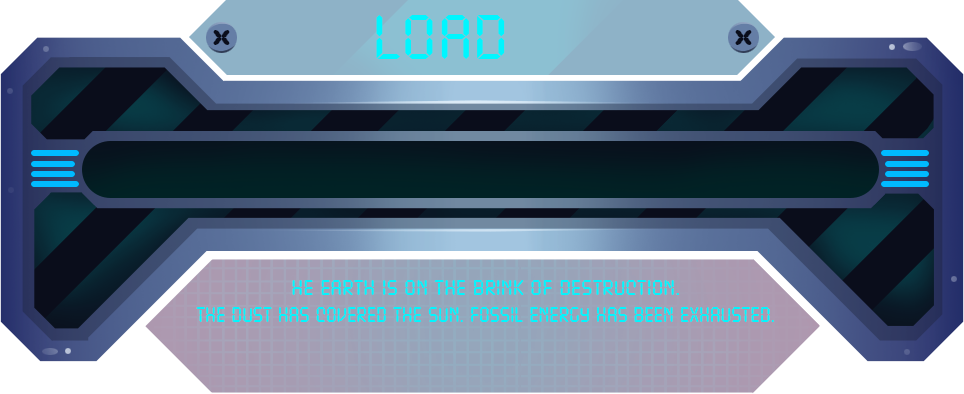 LOAD
HE EARTH IS ON THE BRINK OF DESTRUCTION.
THE DUST HAS COVERED THE SUN. FOSSIL ENERGY HAS BEEN EXHAUSTED.